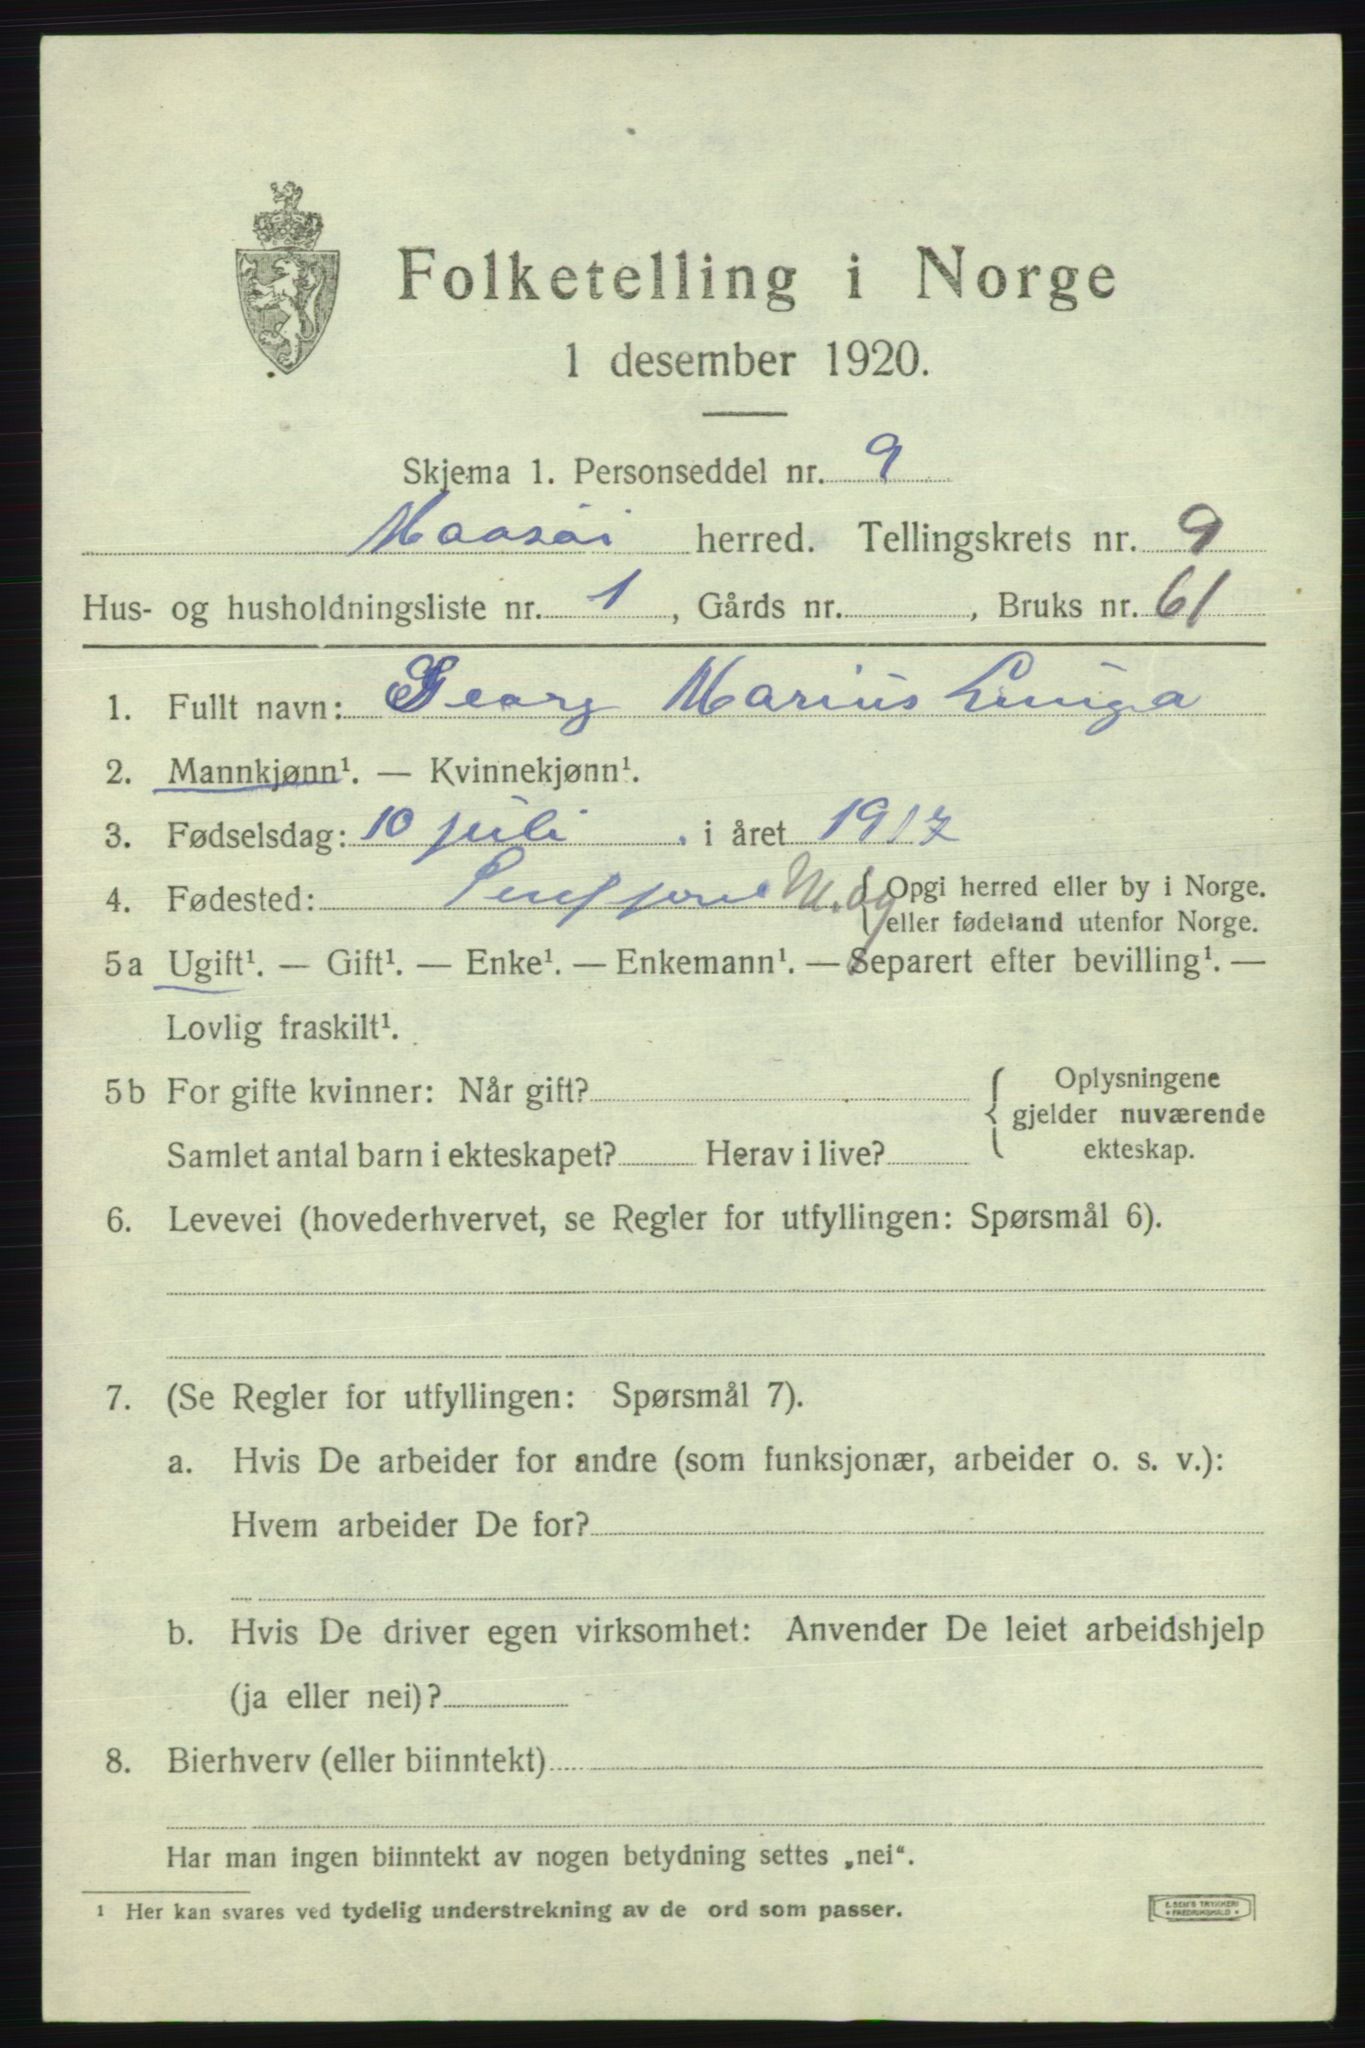 Folketelling i Norge
1 desember 1920.
Skjema 1. Personseddel nr. 9
Maasøi herred. Tellingskrets nr. 9
Hus- og husholdningsliste nr. 1, Gårds nr. , Bruks nr. 61
1. Fullt navn: Georg Marius
2. Mannkjønn¹. — Kvinnekjønn¹.
3. Fødselsdag: 10 juli . i året 1917
4. Fødested: { Opgi herred eller by i Norge.
eller fødeland utenfor Norge.
5a Ugift¹. — Gift¹. — Enke¹. — Enkemann¹. — Separert efter bevilling¹. —
Lovlig fraskilt¹.
5b For gifte kvinner: Når gift?
Samlet antal barn i ekteskapet? Herav i live?
Oplysningene
gjelder nuværende
ekteskap.
6. Levevei (hovederhvervet, se Regler for utfyllingen: Spørsmål 6).
7. (Se Regler for utfyllingen: Spørsmål 7).
a. Hvis De arbeider for andre (som funksjonær, arbeider o. s. v.):
Hvem arbeider De for?
b. Hvis De driver egen virksomhet: Anvender De leiet arbeidshjelp
(ja eller nei)?
8. Bierhverv (eller biinntekt)
Har man ingen biinntekt av nogen betydning settes „nei“.
¹ Her kan svares ved tydelig understrekning av de ord som passer.